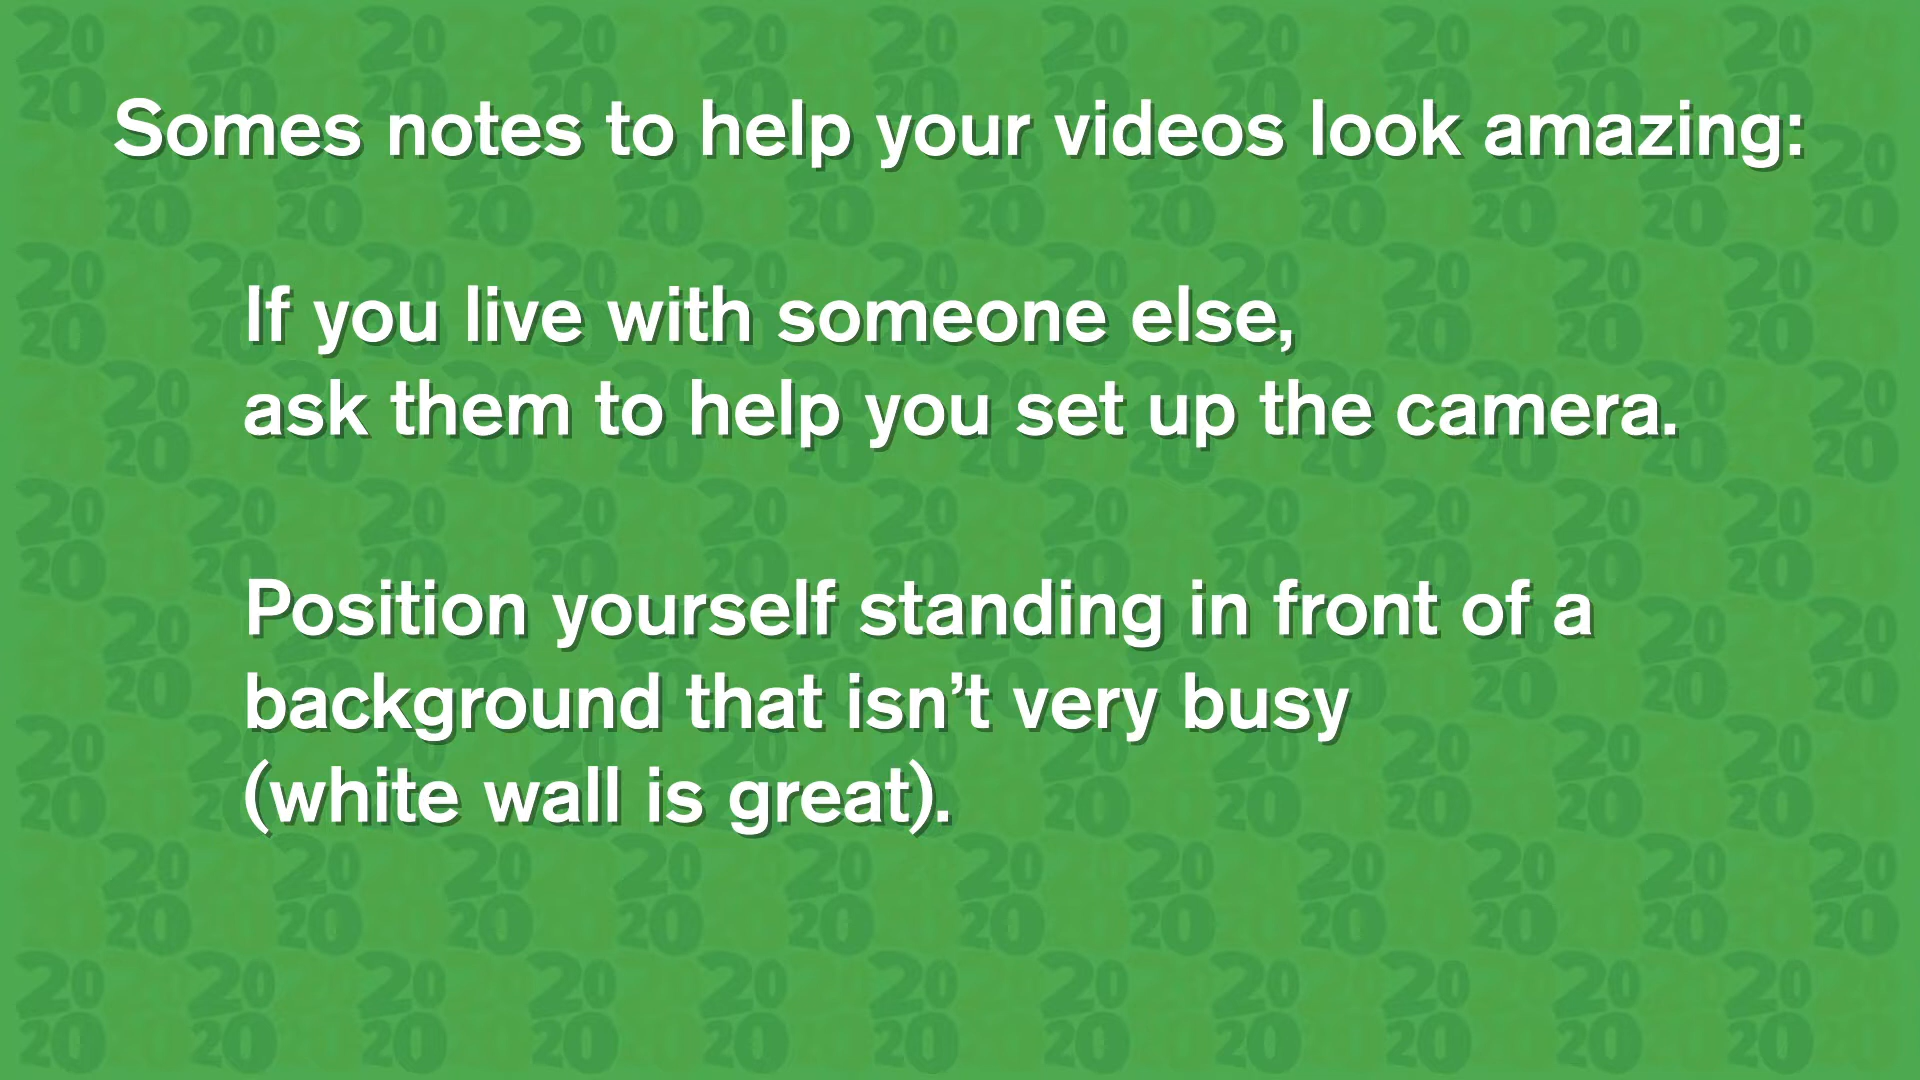 Somes notes to help your videos look amazing:
If you live with someone else,
ask them to help you set up the camera.
Position yourself standing in front of a
background that isn’t very busy
(white wall is great).